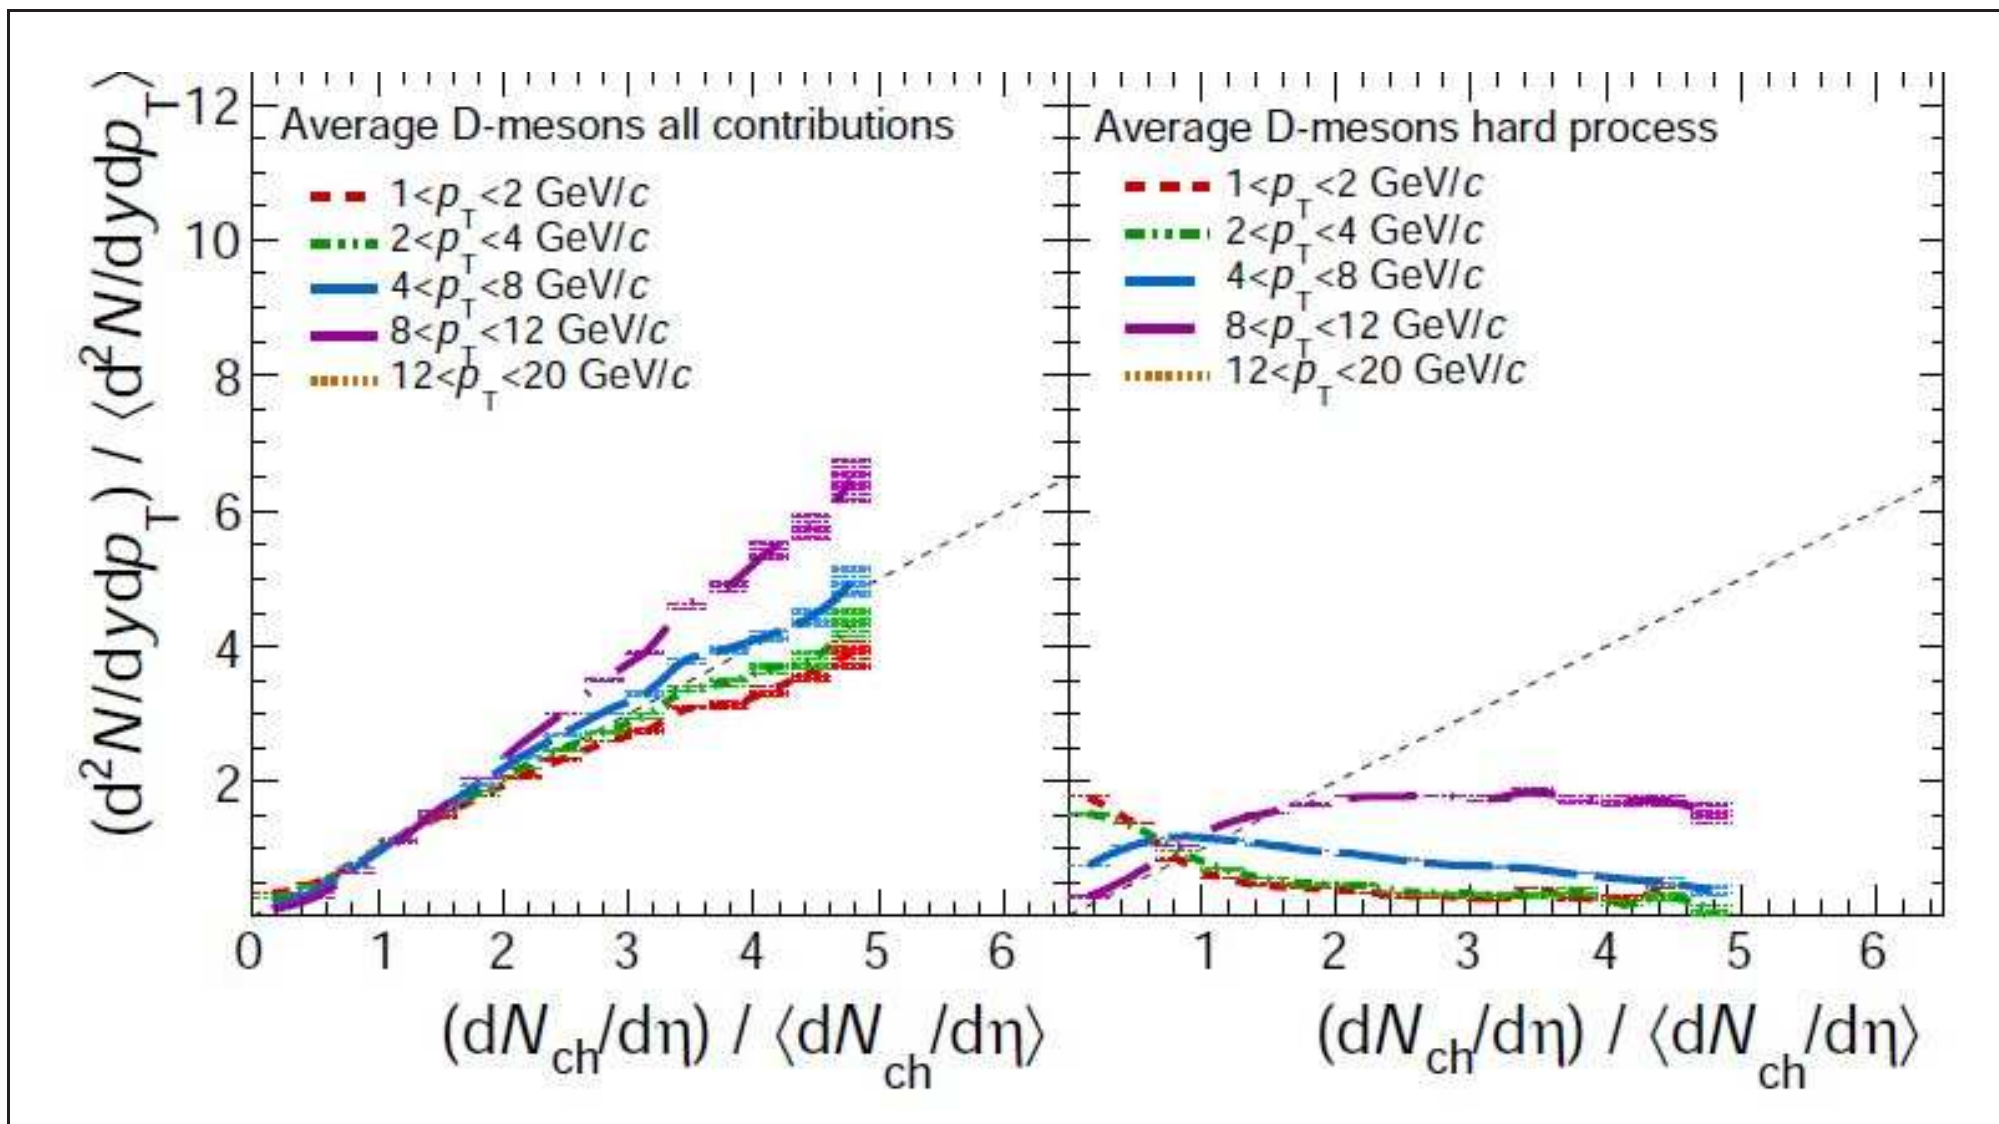 (d²N/dydp_T) / ⟨d²N/dydp_T⟩
12
10
8
6
4
2
Average D-mesons all contributions
1<p_T<2 GeV/c
2<p_T<4 GeV/c
4<p_T<8 GeV/c
8<p_T<12 GeV/c
12<p_T<20 GeV/c
0 1 2 3 4 5 6
(dN_ch/dη) / ⟨dN_ch/dη⟩
Average D-mesons hard process
1<p_T<2 GeV/c
2<p_T<4 GeV/c
4<p_T<8 GeV/c
8<p_T<12 GeV/c
12<p_T<20 GeV/c
1 2 3 4 5 6
(dN_ch/dη) / ⟨dN_ch/dη⟩